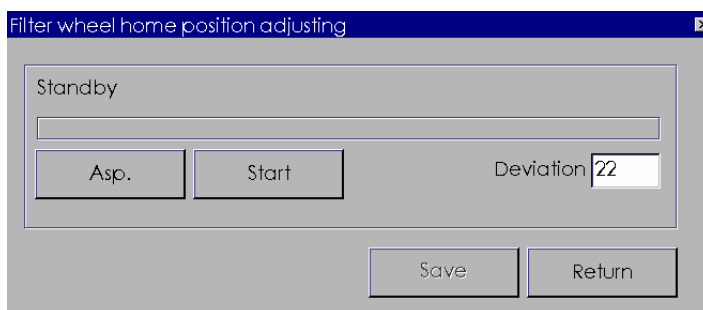 Filter wheel home position adjusting
Standby
Asp.
Start
Deviation 22
Save
Return